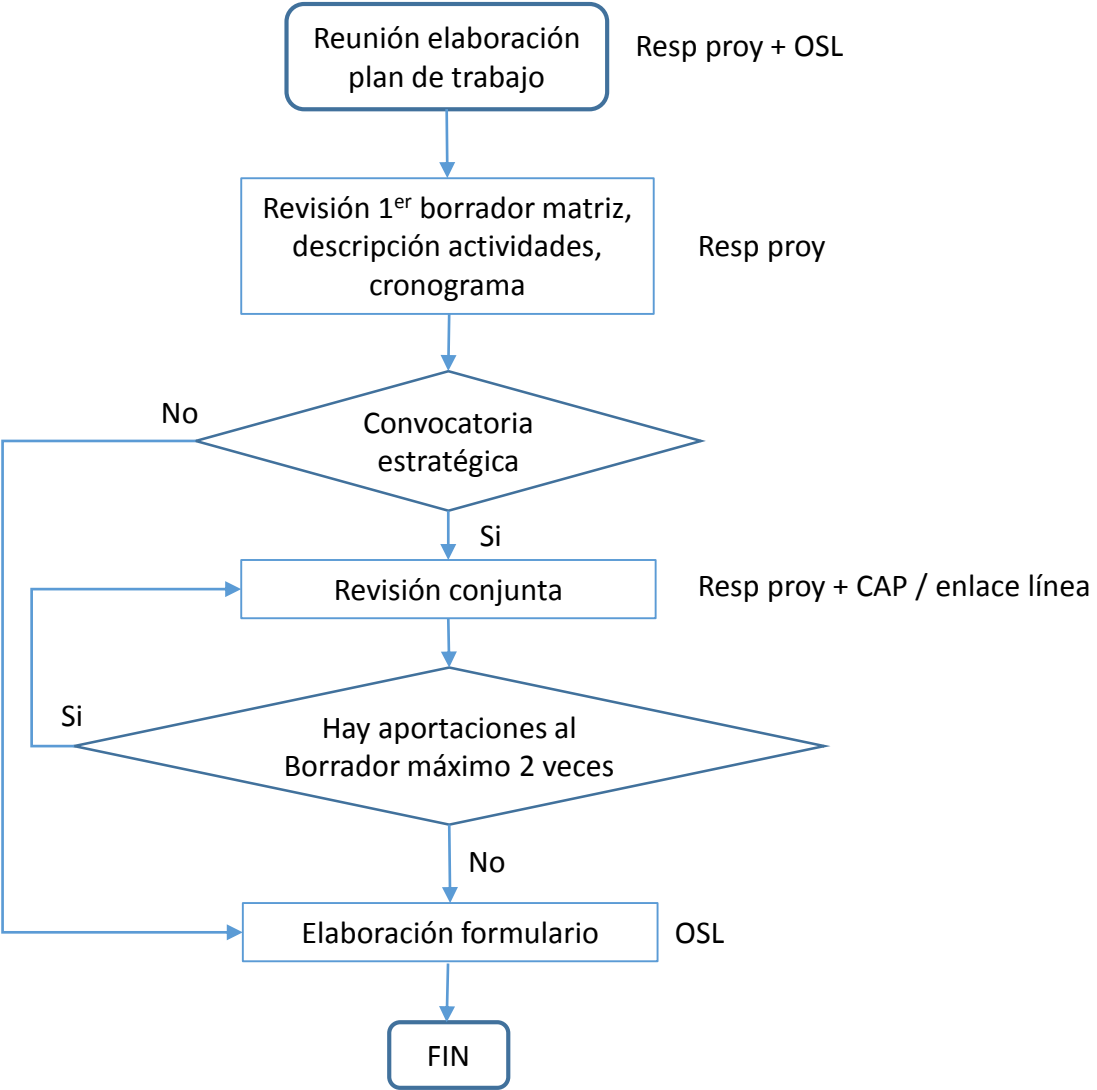 Reunión elaboración
plan de trabajo
Resp proy + OSL
Revisión 1er borrador matriz,
descripción actividades,
cronograma
Resp proy
No
Convocatoria
estratégica
Si
Revisión conjunta
Resp proy + CAP / enlace línea
Si
Hay aportaciones al
Borrador máximo 2 veces
No
Elaboración formulario
OSL
FIN